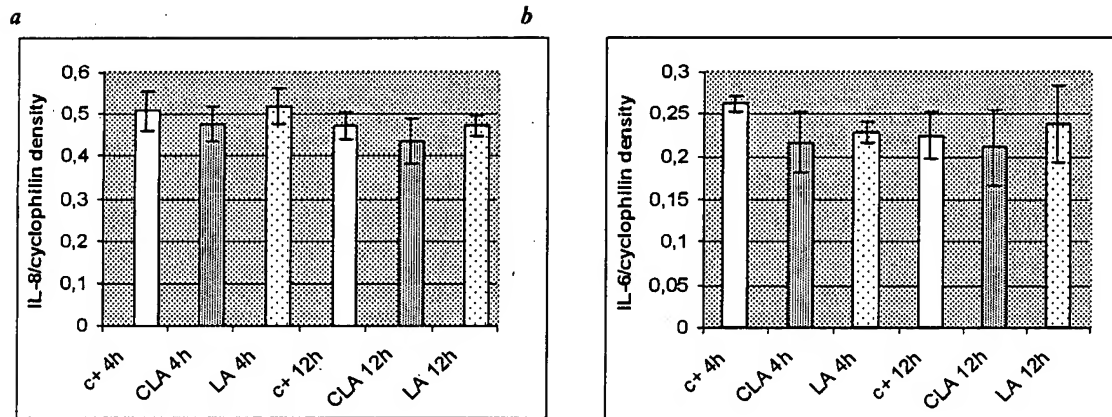 a
b
0,6
0,5
0,4
0,3
0,2
0,1
0
IL-8/cyclophilin density
c+ 4h
CLA 4h
LA 4h
c+ 12h
CLA 12h
LA 12h
0,3
0,25
0,2
0,15
0,1
0,05
0
IL-6/cyclophilin density
c+ 4h
CLA 4h
LA 4h
c+ 12h
CLA 12h
LA 12h